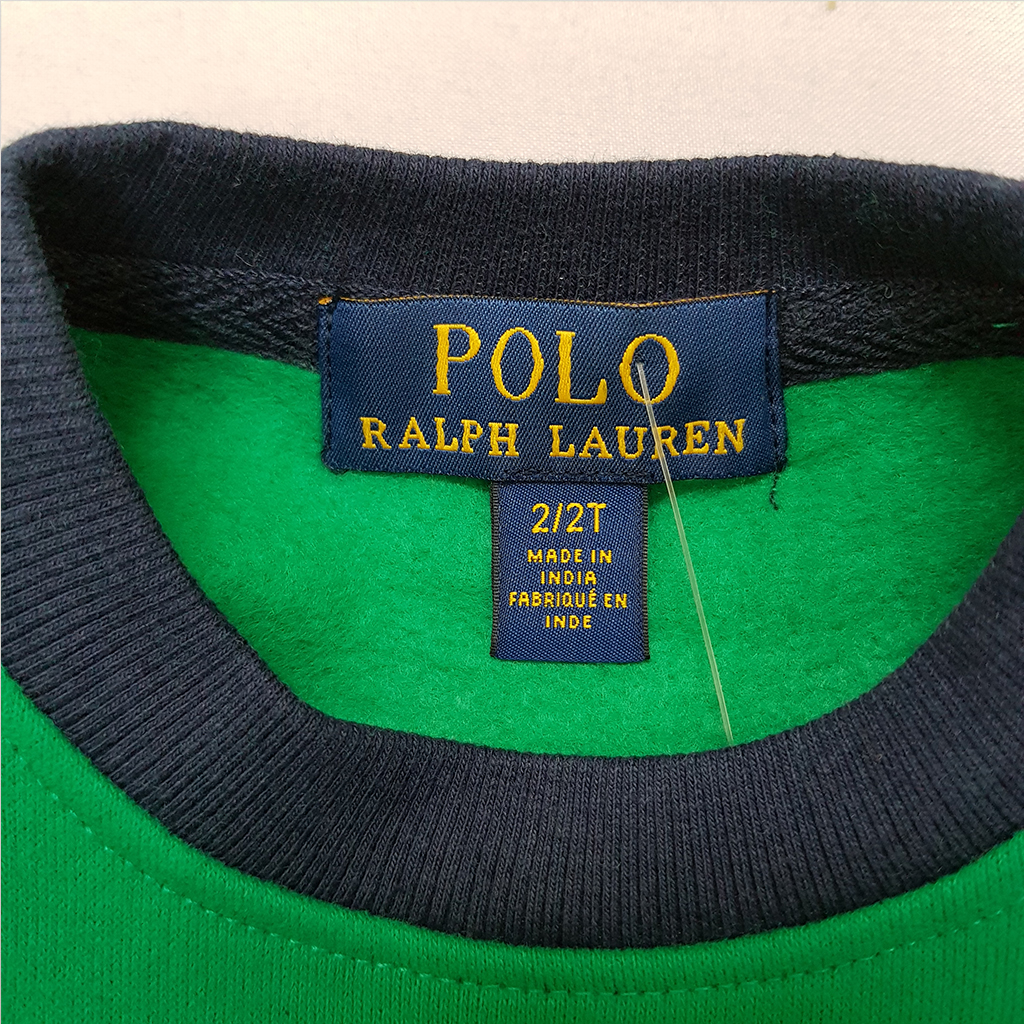 POLO
RALPH LAUREN
2/2T
MADE IN
INDIA
FABRIQUÉ EN
INDE